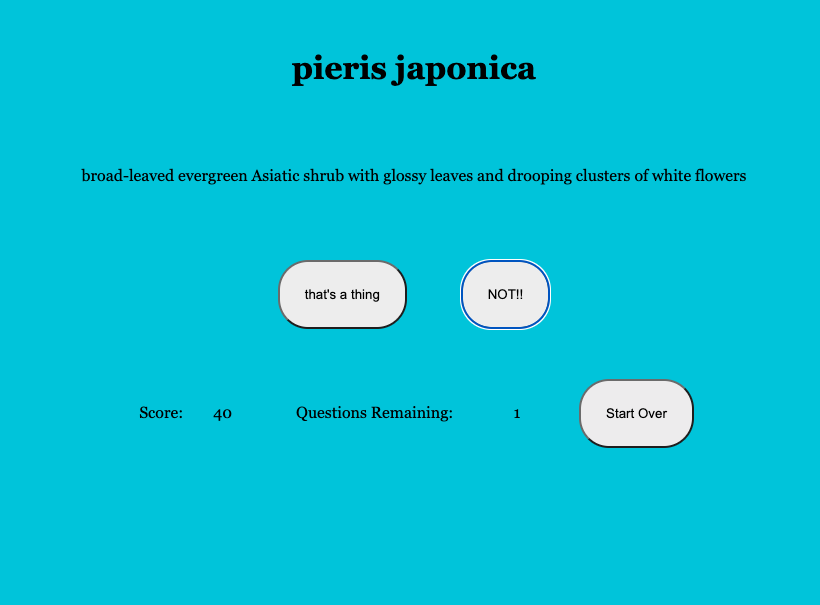 pieris japonica
broad-leaved evergreen Asiatic shrub with glossy leaves and drooping clusters of white flowers
that's a thing NOT!!
Score: 40 Questions Remaining: 1 Start Over